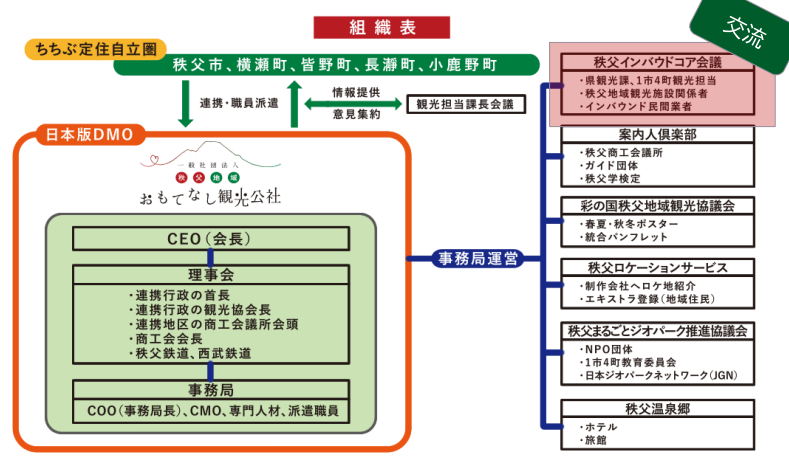 組織表
交流
ちちぶ定住自立圏
秩父市、横瀬町、皆野町、長瀞町、小鹿野町
連携・職員派遣
情報提供
意見集約
観光担当課長会議
日本版DMO
一般社団法人
秩父地域
おもてなし観光公社
CEO(会長)
理事会
・連携行政の首長
・連携行政の観光協会長
・連携地区の商工会議所会頭
・商工会会長
・秩父鉄道、西武鉄道
事務局
COO(事務局長)、CMO、専門人材、派遣職員
事務局運営
秩父インバウドコア会議
・県観光課、1市4町観光担当
・秩父地域観光施設関係者
・インバウンド民間業者
案内人倶楽部
・秩父商工会議所
・ガイド団体
・秩父学検定
彩の国秩父地域観光協議会
・春夏・秋冬ポスター
・統合パンフレット
秩父ロケーションサービス
・制作会社へロケ地紹介
・エキストラ登録(地域住民)
秩父まるごとジオパーク推進協議会
・NPO団体
・1市4町教育委員会
・日本ジオパークネットワーク(JGN)
秩父温泉郷
・ホテル
・旅館